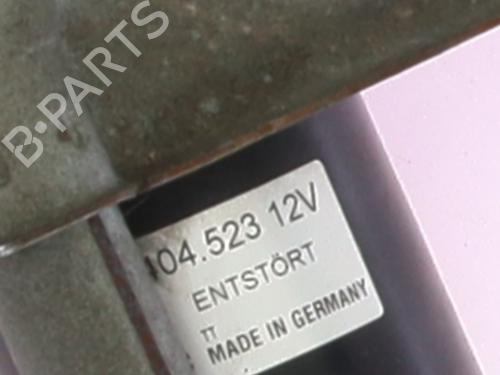 B-PARTS
404.523 12V
ENTSTÖRT
TT
MADE IN GERMANY